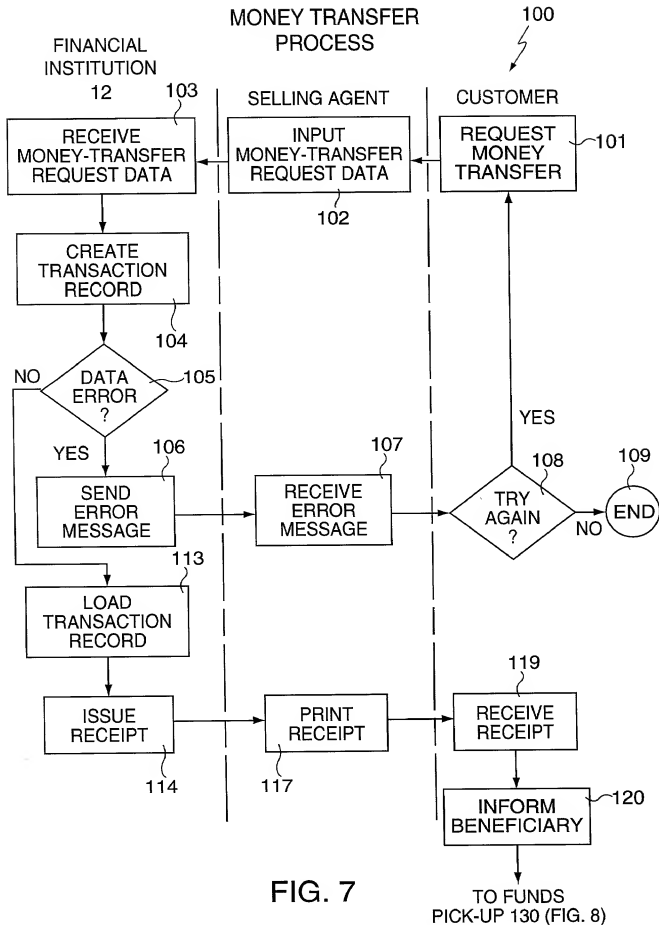 MONEY TRANSFER
PROCESS
100
FINANCIAL
INSTITUTION
12
SELLING AGENT
CUSTOMER
103
RECEIVE
MONEY-TRANSFER
REQUEST DATA
INPUT
MONEY-TRANSFER
REQUEST DATA
102
REQUEST
MONEY
TRANSFER
101
CREATE
TRANSACTION
RECORD
104
NO
DATA
ERROR
?
105
YES
YES
106
SEND
ERROR
MESSAGE
107
RECEIVE
ERROR
MESSAGE
108
TRY
AGAIN
?
NO
109
END
113
LOAD
TRANSACTION
RECORD
ISSUE
RECEIPT
114
PRINT
RECEIPT
117
119
RECEIVE
RECEIPT
INFORM
BENEFICIARY
120
TO FUNDS
PICK-UP 130 (FIG. 8)
FIG. 7